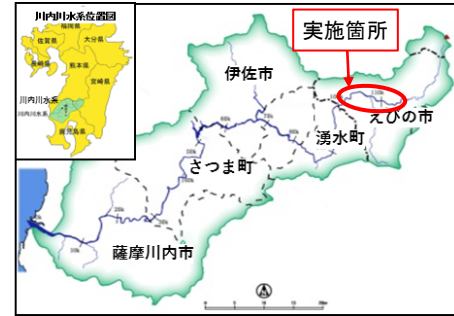 川内川水系位置図
福岡県
佐賀県
大分県
長崎県
熊本県
宮崎県
川内川水系
鹿児島県
実施箇所
伊佐市
えびの市
湧水町
さつま町
薩摩川内市